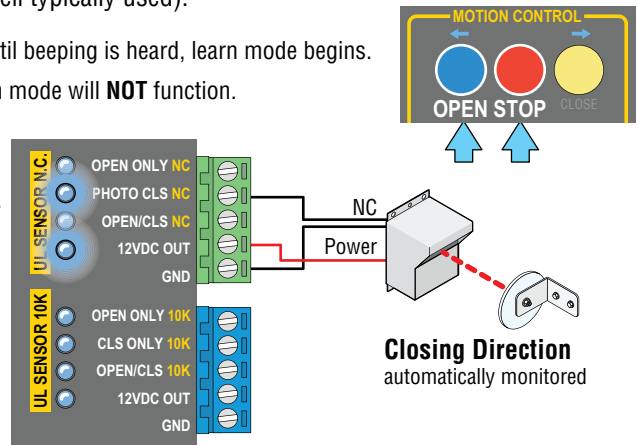 ell typically used).
til beeping is heard, learn mode begins.
n mode will NOT function.
MOTION CONTROL
OPEN STOP CLOSE
UL SENSOR N.C.
OPEN ONLY NC
PHOTO CLS NC
OPEN/CLS NC
12VDC OUT
GND
NC
Power
UL SENSOR 10K
OPEN ONLY 10K
CLS ONLY 10K
OPEN/CLS 10K
12VDC OUT
GND
Closing Direction
automatically monitored